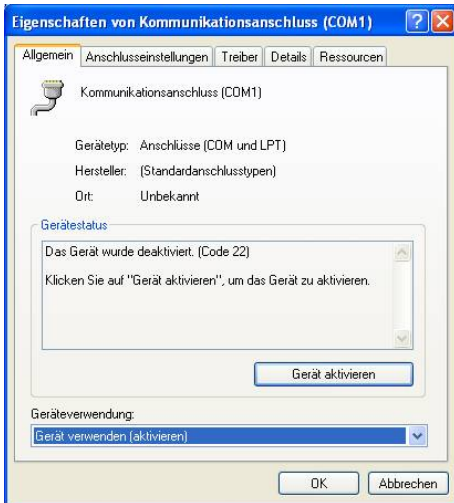 Eigenschaften von Kommunikationsanschluss (COM1)
Allgemein Anschlusseinstellungen Treiber Details Ressourcen
Kommunikationsanschluss (COM1)
Gerätetyp: Anschlüsse (COM und LPT)
Hersteller: (Standardanschlusstypen)
Ort: Unbekannt
Gerätestatus
Das Gerät wurde deaktiviert. (Code 22)
Klicken Sie auf "Gerät aktivieren", um das Gerät zu aktivieren.
Gerät aktivieren
Geräteverwendung:
Gerät verwenden (aktivieren)
OK Abbrechen